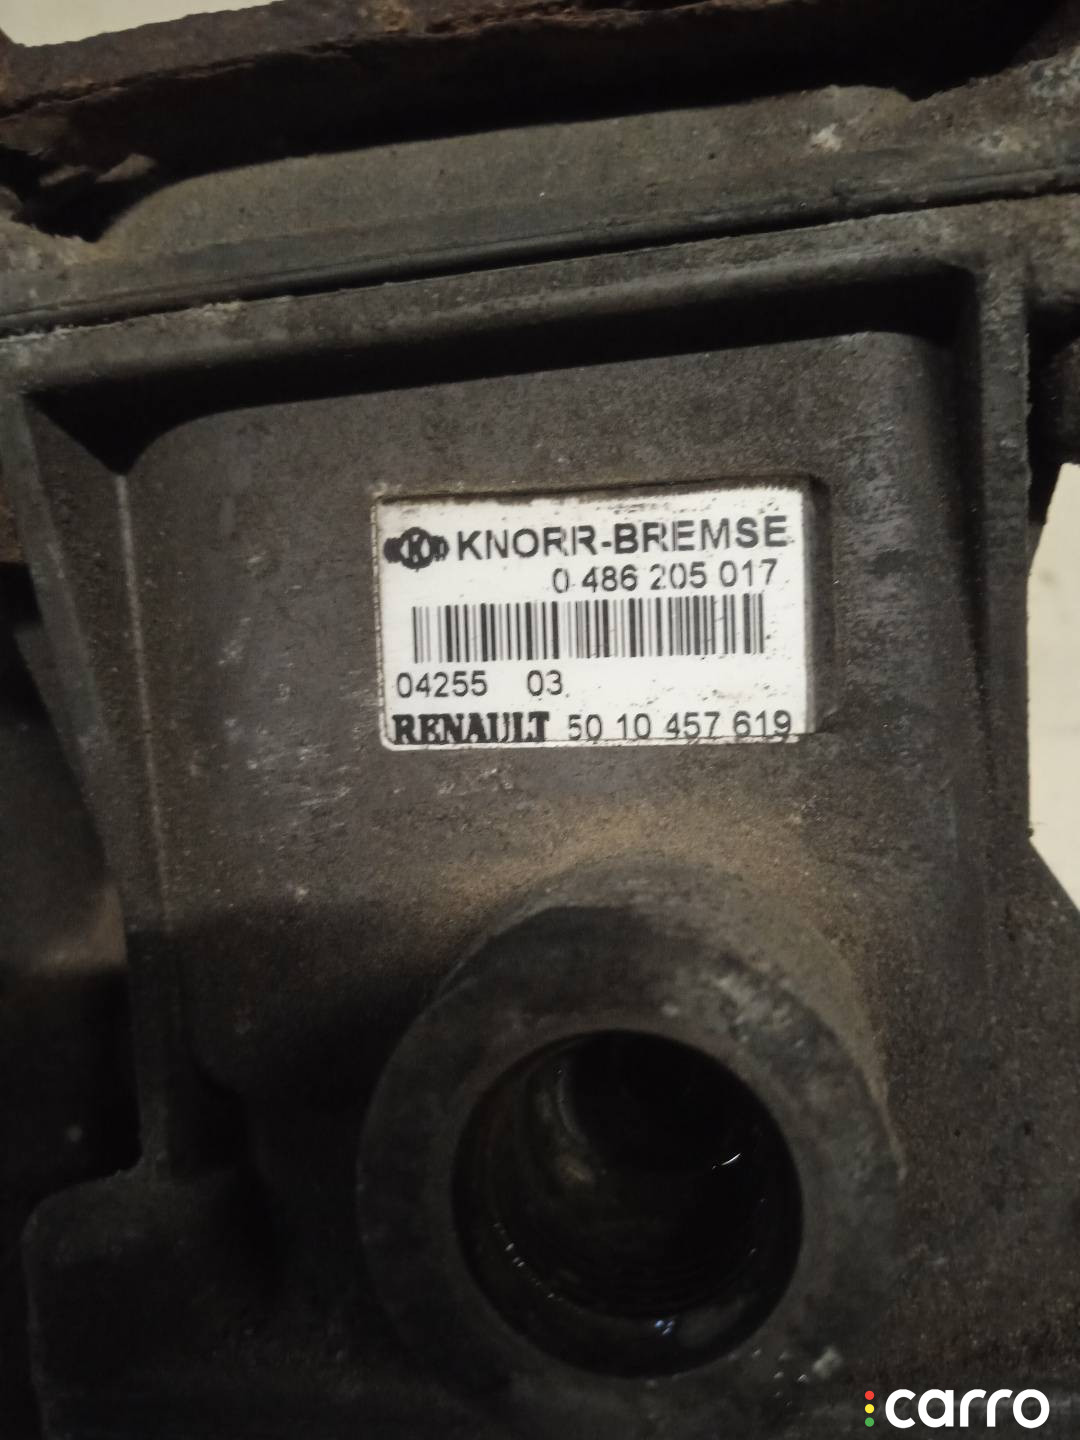 KNORR-BREMSE
0 486 205 017
04255 03
RENAULT 50 10 457 619
carro